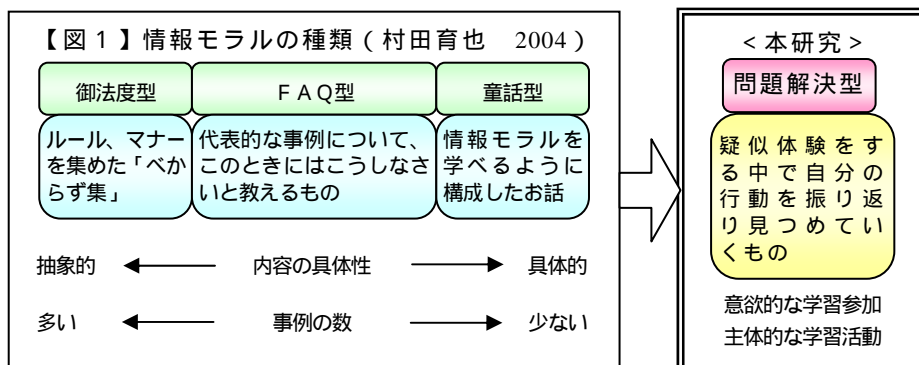 【図1】情報モラルの種類(村田育也　2004)
御法度型
FAQ型
童話型
ルール、マナー
を集めた「べか
らず集」
代表的な事例について、
このときにはこうしなさ
いと教えるもの
情報モラルを
学べるように
構成したお話
抽象的
内容の具体性
具体的
多い
事例の数
少ない
<本研究>
問題解決型
疑似体験をす
る中で自分の
行動を振り返
り見つめてい
くもの
意欲的な学習参加
主体的な学習活動